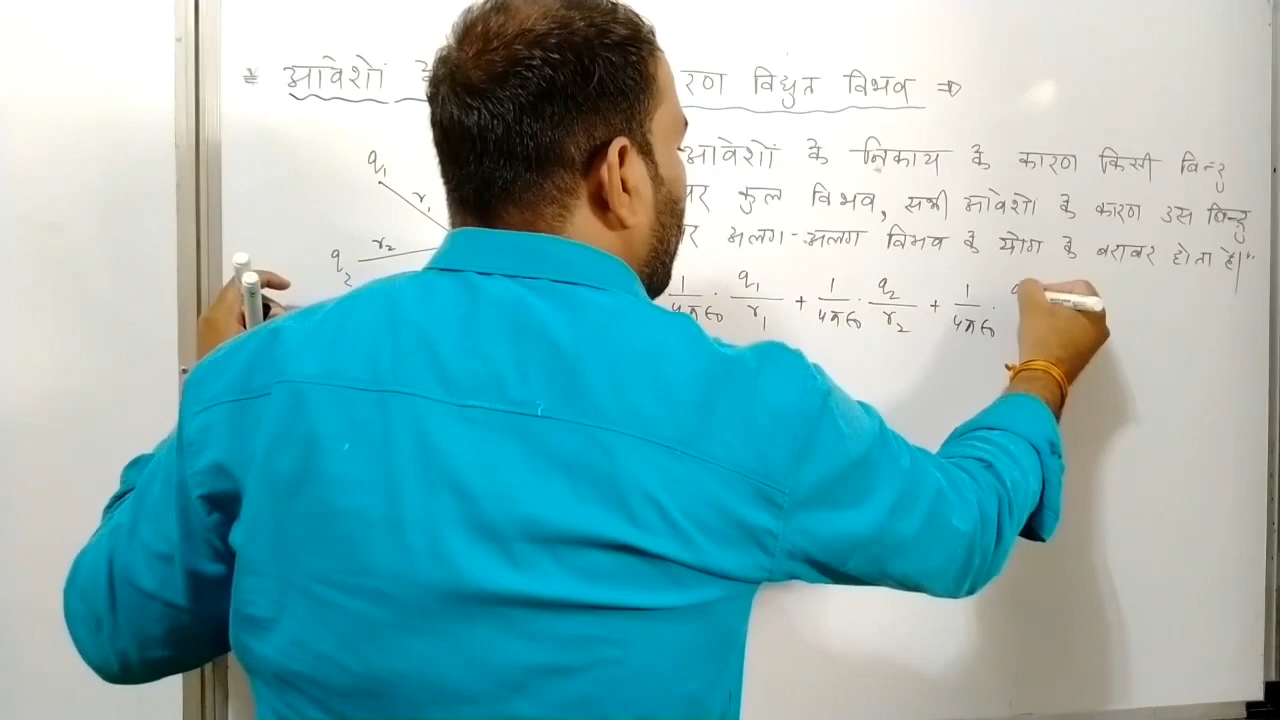 * आवेशों के रण विद्युत विभव ⇒
आवेशों के निकाय के कारण किसी बिन्दु
पर कुल विभव, सभी आवेशो के कारण उस बिन्दु
पर अलग-अलग विभव के योग के बराबर होता है।"
q₁
r₁
r₂
q₂
1/4πε₀ · q₁/r₁ + 1/4πε₀ · q₂/r₂ + 1/4πε₀ ·